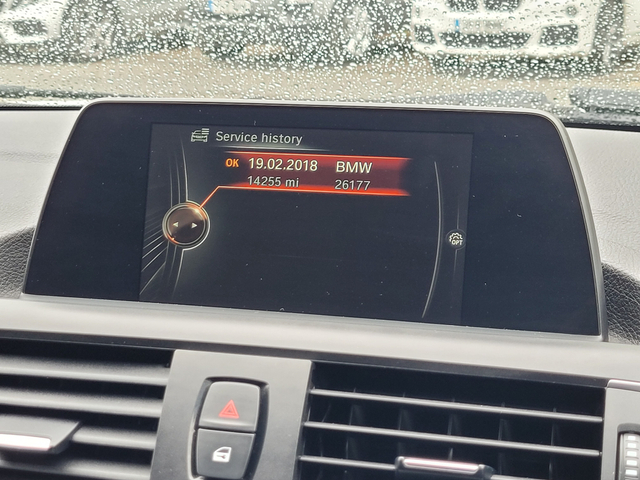 Service history
OK 19.02.2018 BMW
14255 mi 26177
OPT